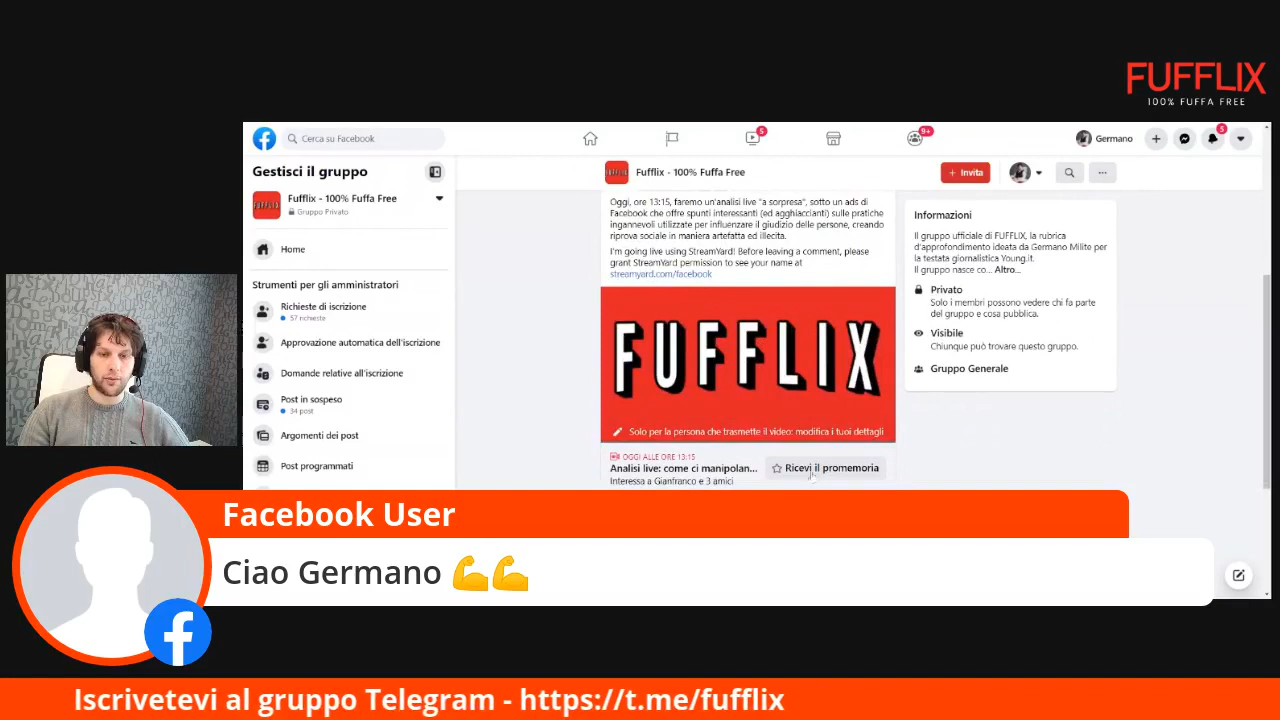 FUFFLIX
100% FUFFA FREE
Cerca su Facebook
5
9+
Germano
5
Gestisci il gruppo
Fufflix - 100% Fuffa Free
Gruppo Privato
Home
Strumenti per gli amministratori
Richieste di iscrizione
57 richieste
Approvazione automatica dell'iscrizione
Domande relative all'iscrizione
Post in sospeso
34 post
Argomenti dei post
Post programmati
FUFFLIX
Fufflix - 100% Fuffa Free
+ Invita
Oggi, ore 13:15, faremo un'analisi live "a sorpresa", sotto un ads di
Facebook che offre spunti interessanti (ed agghiaccianti) sulle pratiche
ingannevoli utilizzate per influenzare il giudizio delle persone, creando
riprova sociale in maniera artefatta ed illecita.
I'm going live using StreamYard! Before leaving a comment, please
grant StreamYard permission to see your name at
streamyard.com/facebook
FUFFLIX
Solo per la persona che trasmette il video: modifica i tuoi dettagli
OGGI ALLE ORE 13:15
Analisi live: come ci manipolan...
Interessa a Gianfranco e 3 amici
Ricevi il promemoria
Informazioni
Il gruppo ufficiale di FUFFLIX, la rubrica
d'approfondimento ideata da Germano Milite per
la testata giornalistica Young.it.
Il gruppo nasce co... Altro...
Privato
Solo i membri possono vedere chi fa parte
del gruppo e cosa pubblica.
Visibile
Chiunque può trovare questo gruppo.
Gruppo Generale
Facebook User
Ciao Germano 💪💪
Iscrivetevi al gruppo Telegram - https://t.me/fufflix